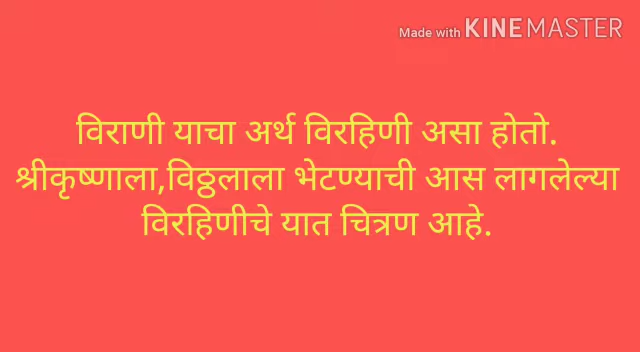 Made with KINEMASTER
विराणी याचा अर्थ विरहिणी असा होतो.
श्रीकृष्णाला,विठ्ठलाला भेटण्याची आस लागलेल्या
विरहिणीचे यात चित्रण आहे.